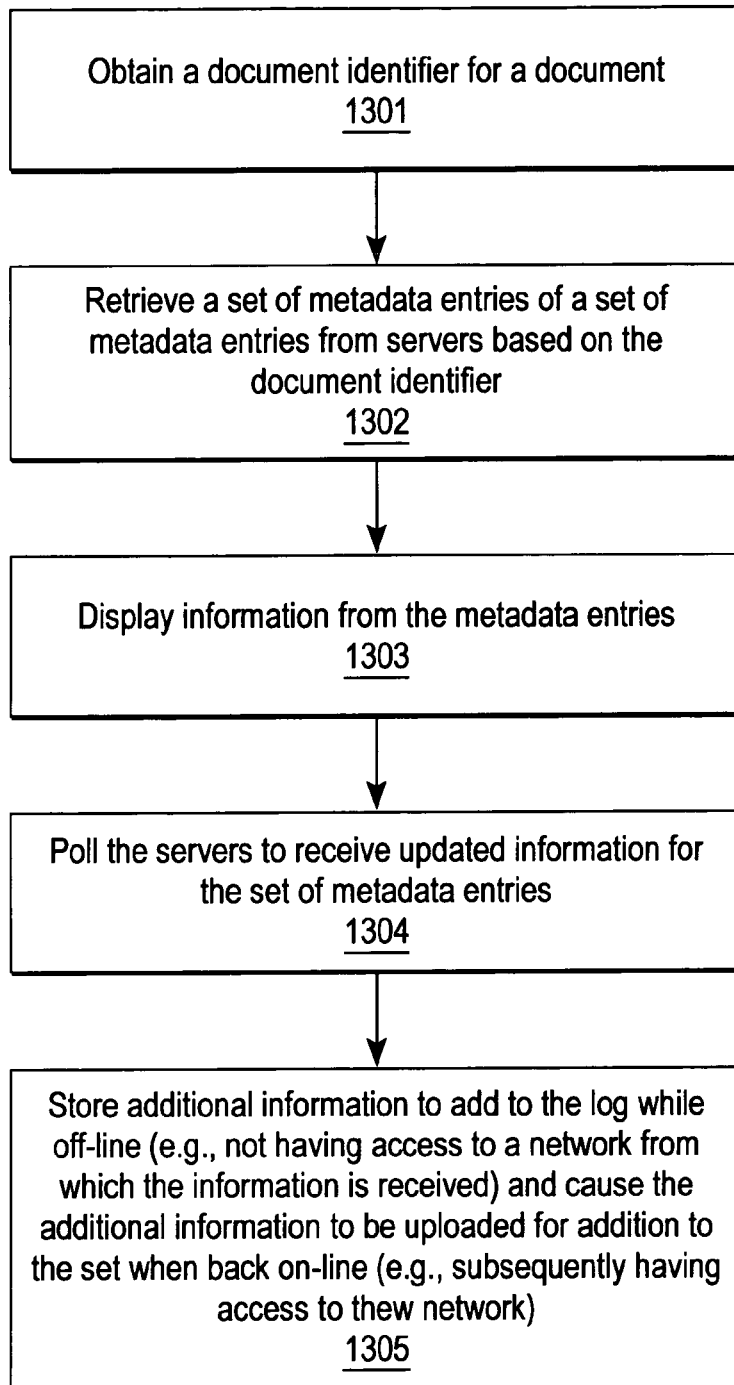 Obtain a document identifier for a document
1301
Retrieve a set of metadata entries of a set of
metadata entries from servers based on the
document identifier
1302
Display information from the metadata entries
1303
Poll the servers to receive updated information for
the set of metadata entries
1304
Store additional information to add to the log while
off-line (e.g., not having access to a network from
which the information is received) and cause the
additional information to be uploaded for addition to
the set when back on-line (e.g., subsequently having
access to thew network)
1305